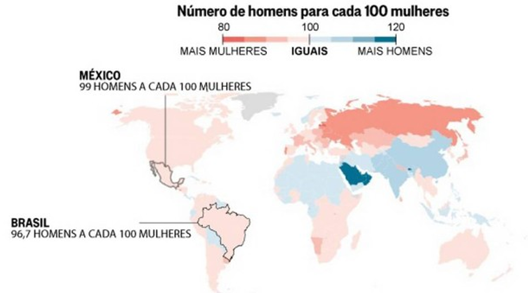 Número de homens para cada 100 mulheres
80 100 120
MAIS MULHERES IGUAIS MAIS HOMENS
MÉXICO
99 HOMENS A CADA 100 MULHERES
BRASIL
96,7 HOMENS A CADA 100 MULHERES